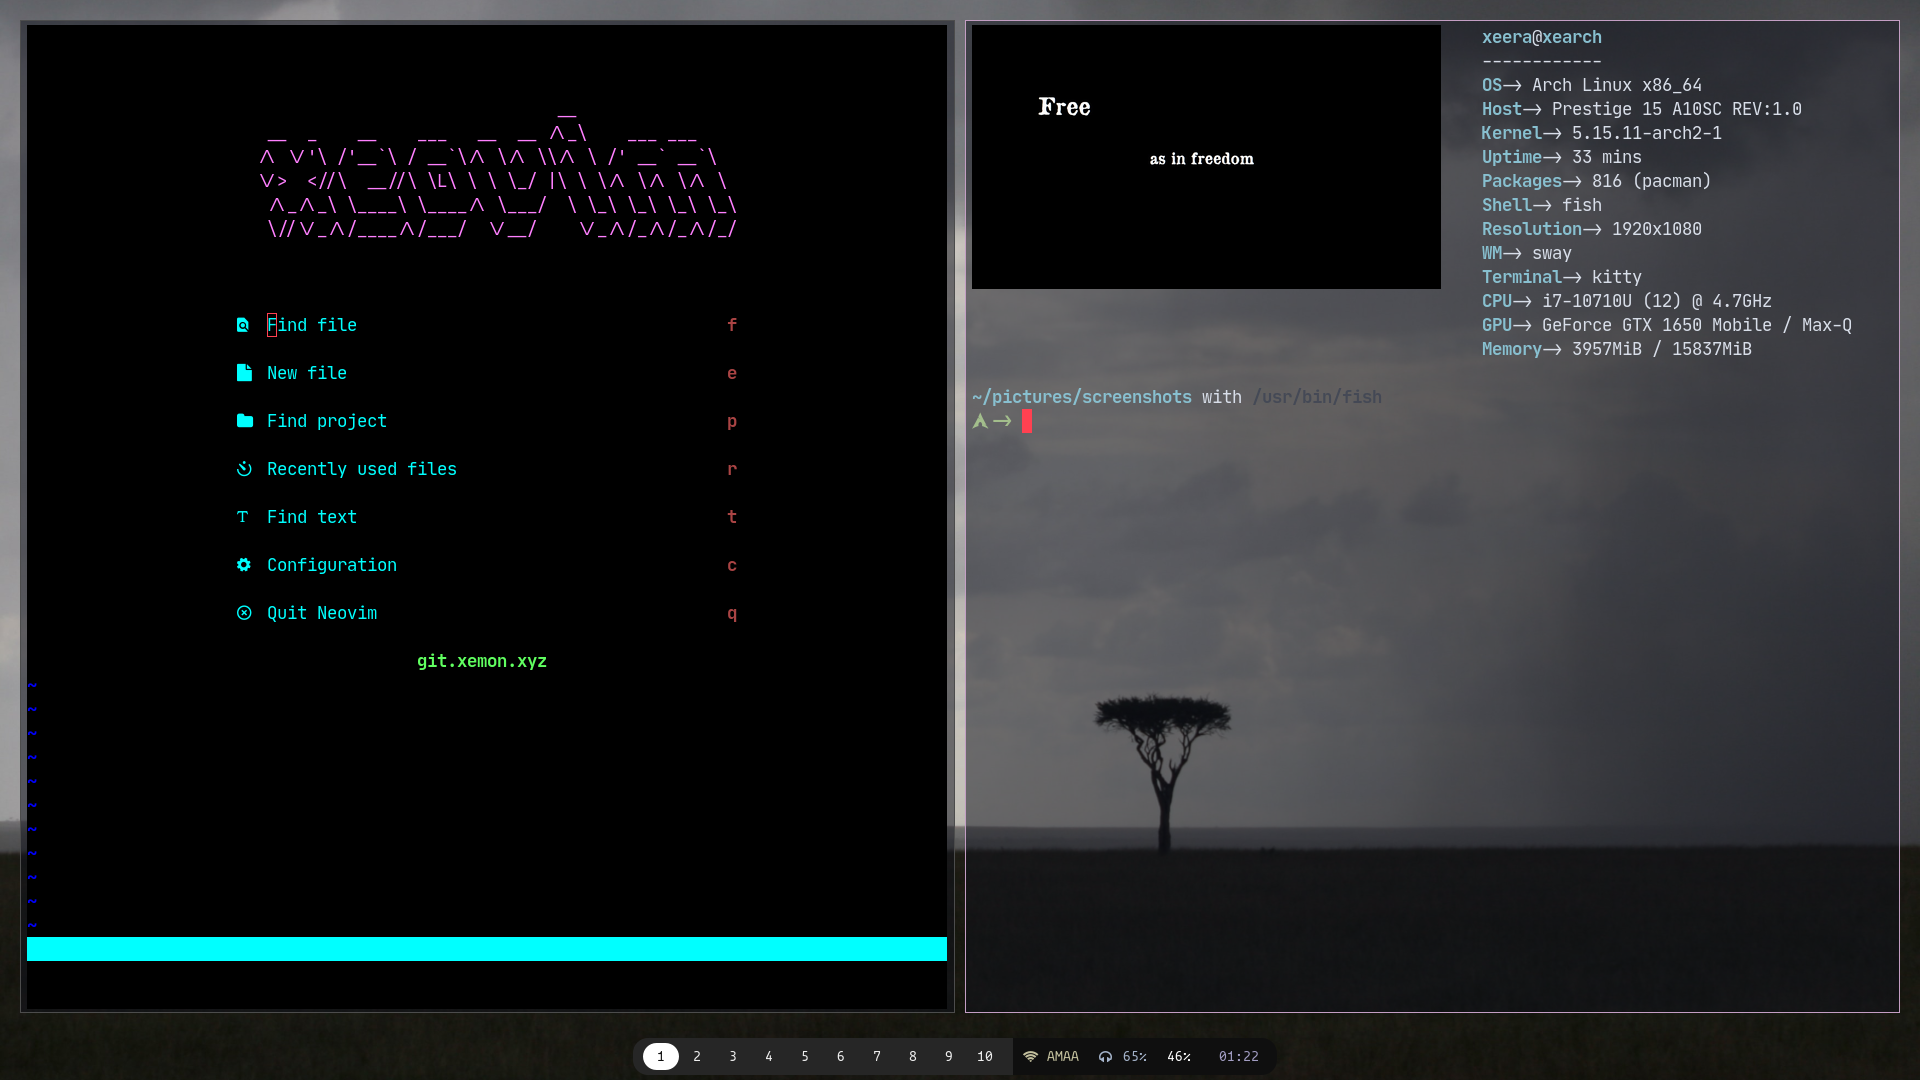 Find file f
New file e
Find project p
Recently used files r
Find text t
Configuration c
Quit Neovim q
git.xemon.xyz
~
~
~
~
~
~
~
~
~
~
~
Free
as in freedom
xeera@xearch
------------
OS→ Arch Linux x86_64
Host→ Prestige 15 A10SC REV:1.0
Kernel→ 5.15.11-arch2-1
Uptime→ 33 mins
Packages→ 816 (pacman)
Shell→ fish
Resolution→ 1920x1080
WM→ sway
Terminal→ kitty
CPU→ i7-10710U (12) @ 4.7GHz
GPU→ GeForce GTX 1650 Mobile / Max-Q
Memory→ 3957MiB / 15837MiB
~/pictures/screenshots with /usr/bin/fish
→
1 2 3 4 5 6 7 8 9 10 AMAA 65% 46% 01:22